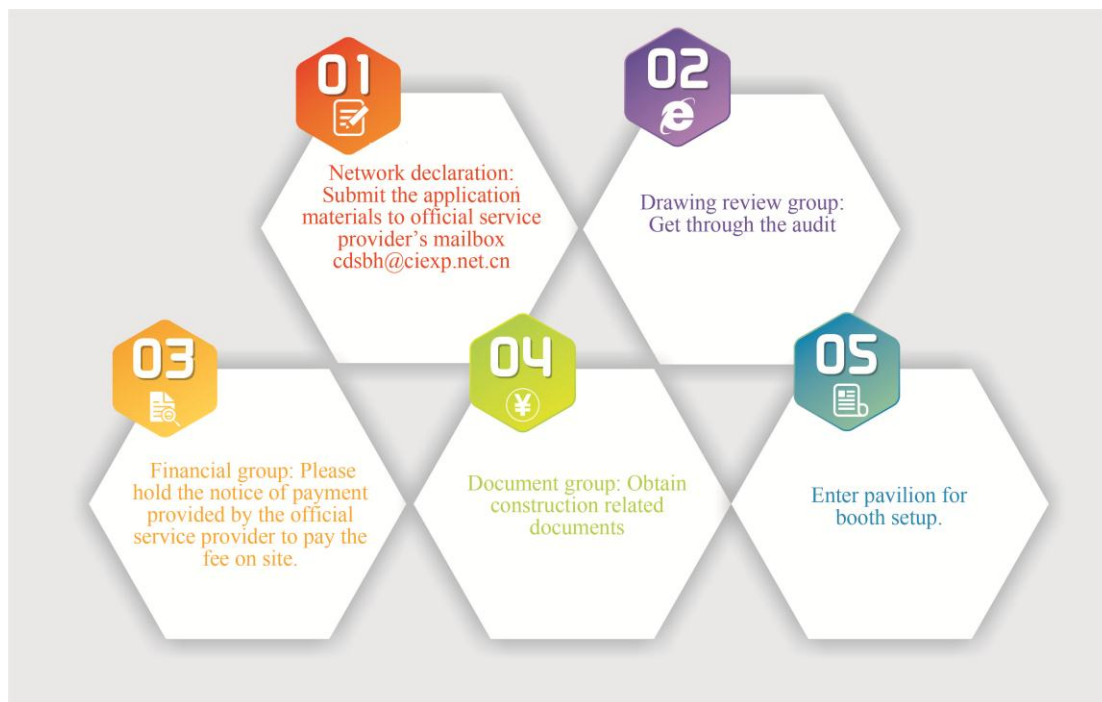 01
Network declaration:
Submit the application
materials to official service
provider's mailbox
cdsbh@ciexp.net.cn
02
Drawing review group:
Get through the audit
03
Financial group: Please
hold the notice of payment
provided by the official
service provider to pay the
fee on site.
04
¥
Document group: Obtain
construction related
documents
05
Enter pavilion for
booth setup.